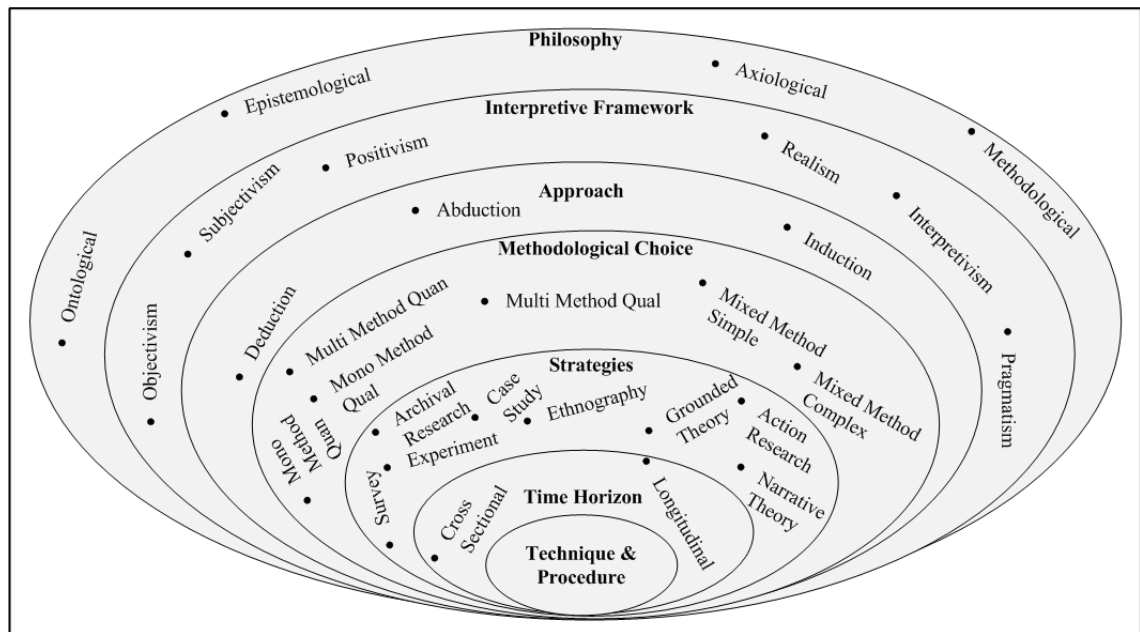 Philosophy
Epistemological
Axiological
Ontological
Methodological
Interpretive Framework
Positivism
Realism
Subjectivism
Interpretivism
Objectivism
Pragmatism
Approach
Abduction
Induction
Deduction
Methodological Choice
Multi Method Quan
Multi Method Qual
Mixed Method
Simple
Mono Method
Qual
Mixed Method
Complex
Mono
Method
Quan
Strategies
Archival
Research
Case
Study
Ethnography
Grounded
Theory
Action
Research
Experiment
Survey
Narrative
Theory
Time Horizon
Cross
Sectional
Longitudinal
Technique &
Procedure